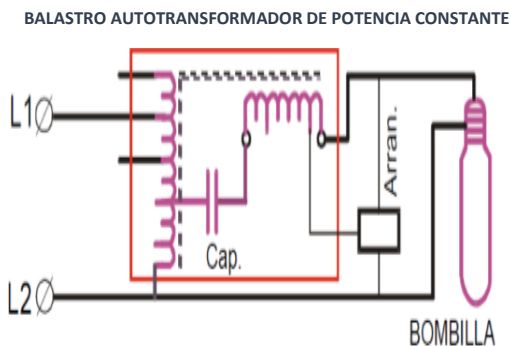 BALASTRO AUTOTRANSFORMADOR DE POTENCIA CONSTANTE
L1
Arran.
Cap.
L2
BOMBILLA